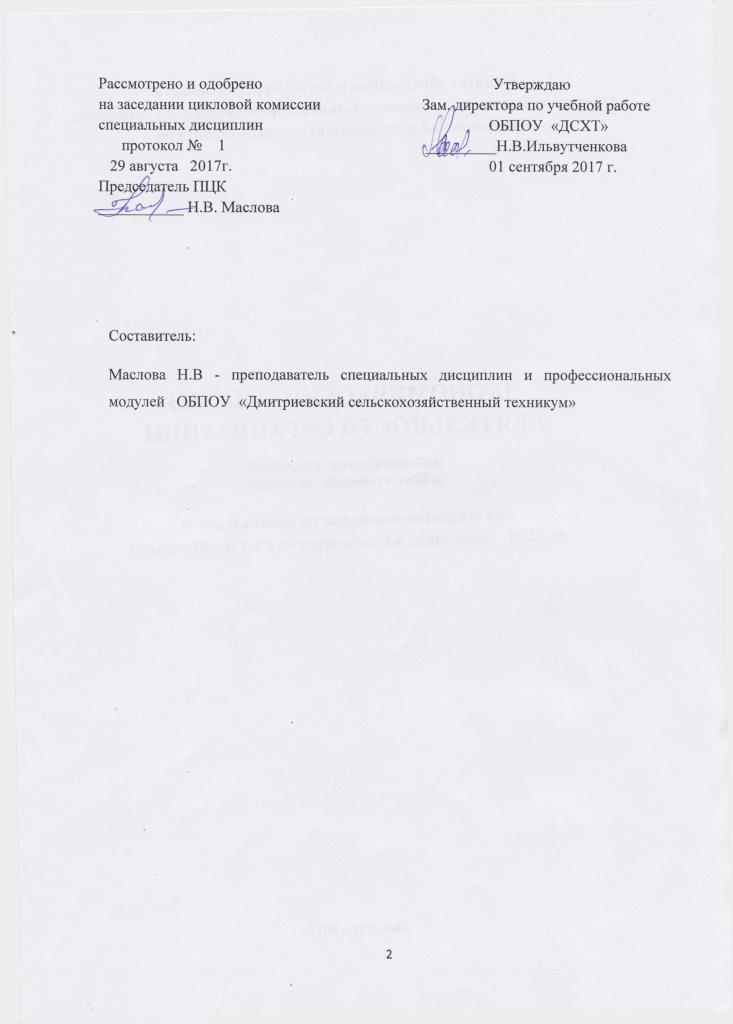 Рассмотрено и одобрено
на заседании цикловой комиссии
специальных дисциплин
протокол № 1
29 августа 2017г.
Председатель ПЦК
__________ Н.В. Маслова
Утверждаю
Зам. директора по учебной работе
ОБПОУ «ДСХТ»
_________Н.В.Ильвутченкова
01 сентября 2017 г.
Составитель:
Маслова Н.В - преподаватель специальных дисциплин и профессиональных
модулей ОБПОУ «Дмитриевский сельскохозяйственный техникум»
2